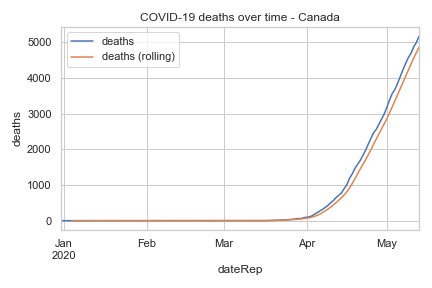 COVID-19 deaths over time - Canada
deaths
deaths (rolling)
5000
4000
3000
2000
1000
0
deaths
Jan
2020
Feb
Mar
Apr
May
dateRep